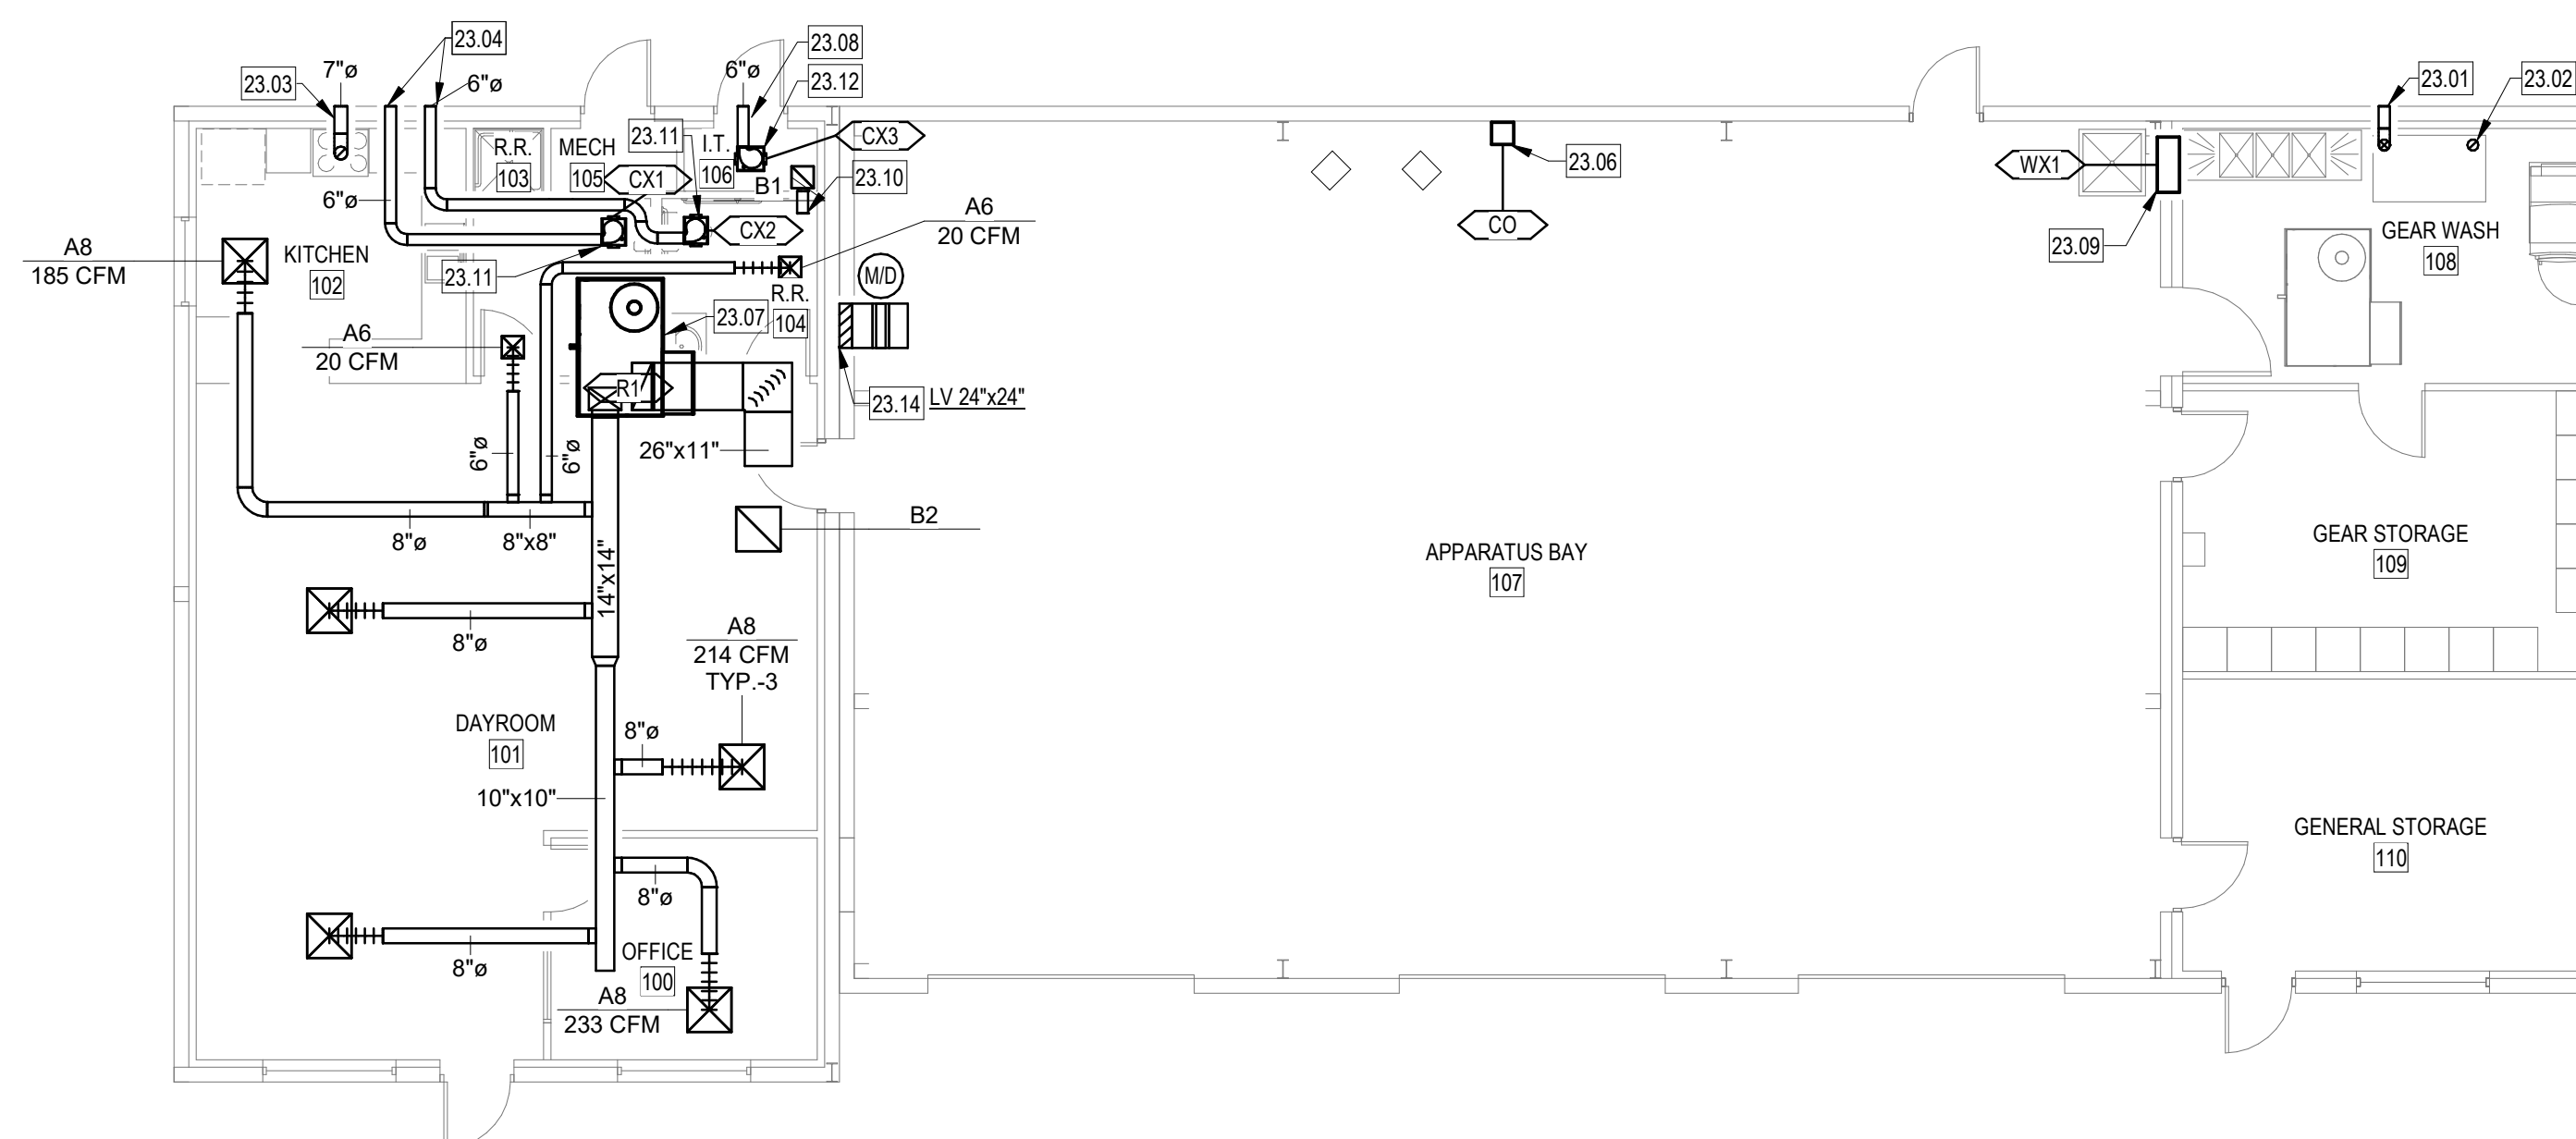 23.04
23.08
7"ø
23.03
6"ø
6"ø
23.12
23.01
23.02
23.11
CX3
R.R.
103
MECH
105
I.T.
106
CX1
B1
23.10
23.06
WX1
6"ø
A6
20 CFM
CX2
CO
A8
185 CFM
KITCHEN
102
23.11
23.09
GEAR WASH
108
M/D
R.R.
104
23.07
A6
20 CFM
R1
23.14
LV 24"x24"
6"ø
6"ø
26"x11"
B2
8"ø
8"x8"
14"x14"
APPARATUS BAY
107
GEAR STORAGE
109
8"ø
A8
214 CFM
TYP.-3
DAYROOM
101
8"ø
10"x10"
GENERAL STORAGE
110
8"ø
OFFICE
100
8"ø
A8
233 CFM